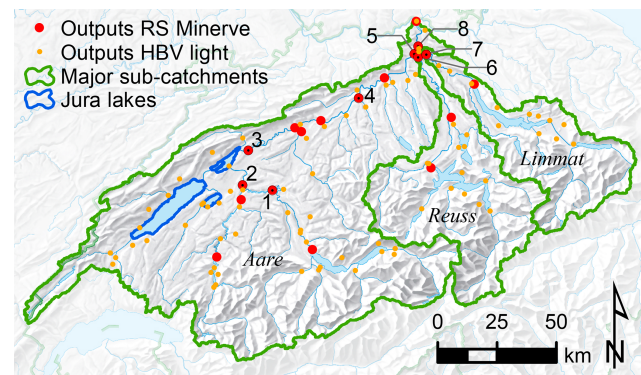 Outputs RS Minerve
Outputs HBV light
Major sub-catchments
Jura lakes
5
8
7
6
4
3
2
1
Limmat
Reuss
Aare
0 25 50
km
N